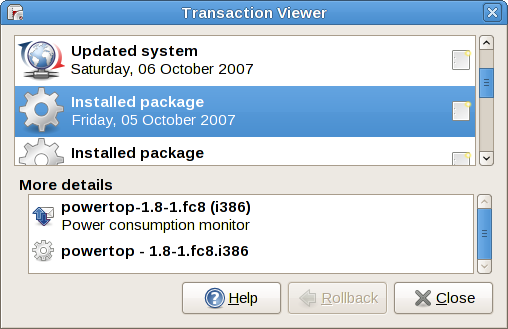 Transaction Viewer
Updated system
Saturday, 06 October 2007
Installed package
Friday, 05 October 2007
Installed package
More details
powertop-1.8-1.fc8 (i386)
Power consumption monitor
powertop - 1.8-1.fc8.i386
Help
Rollback
Close